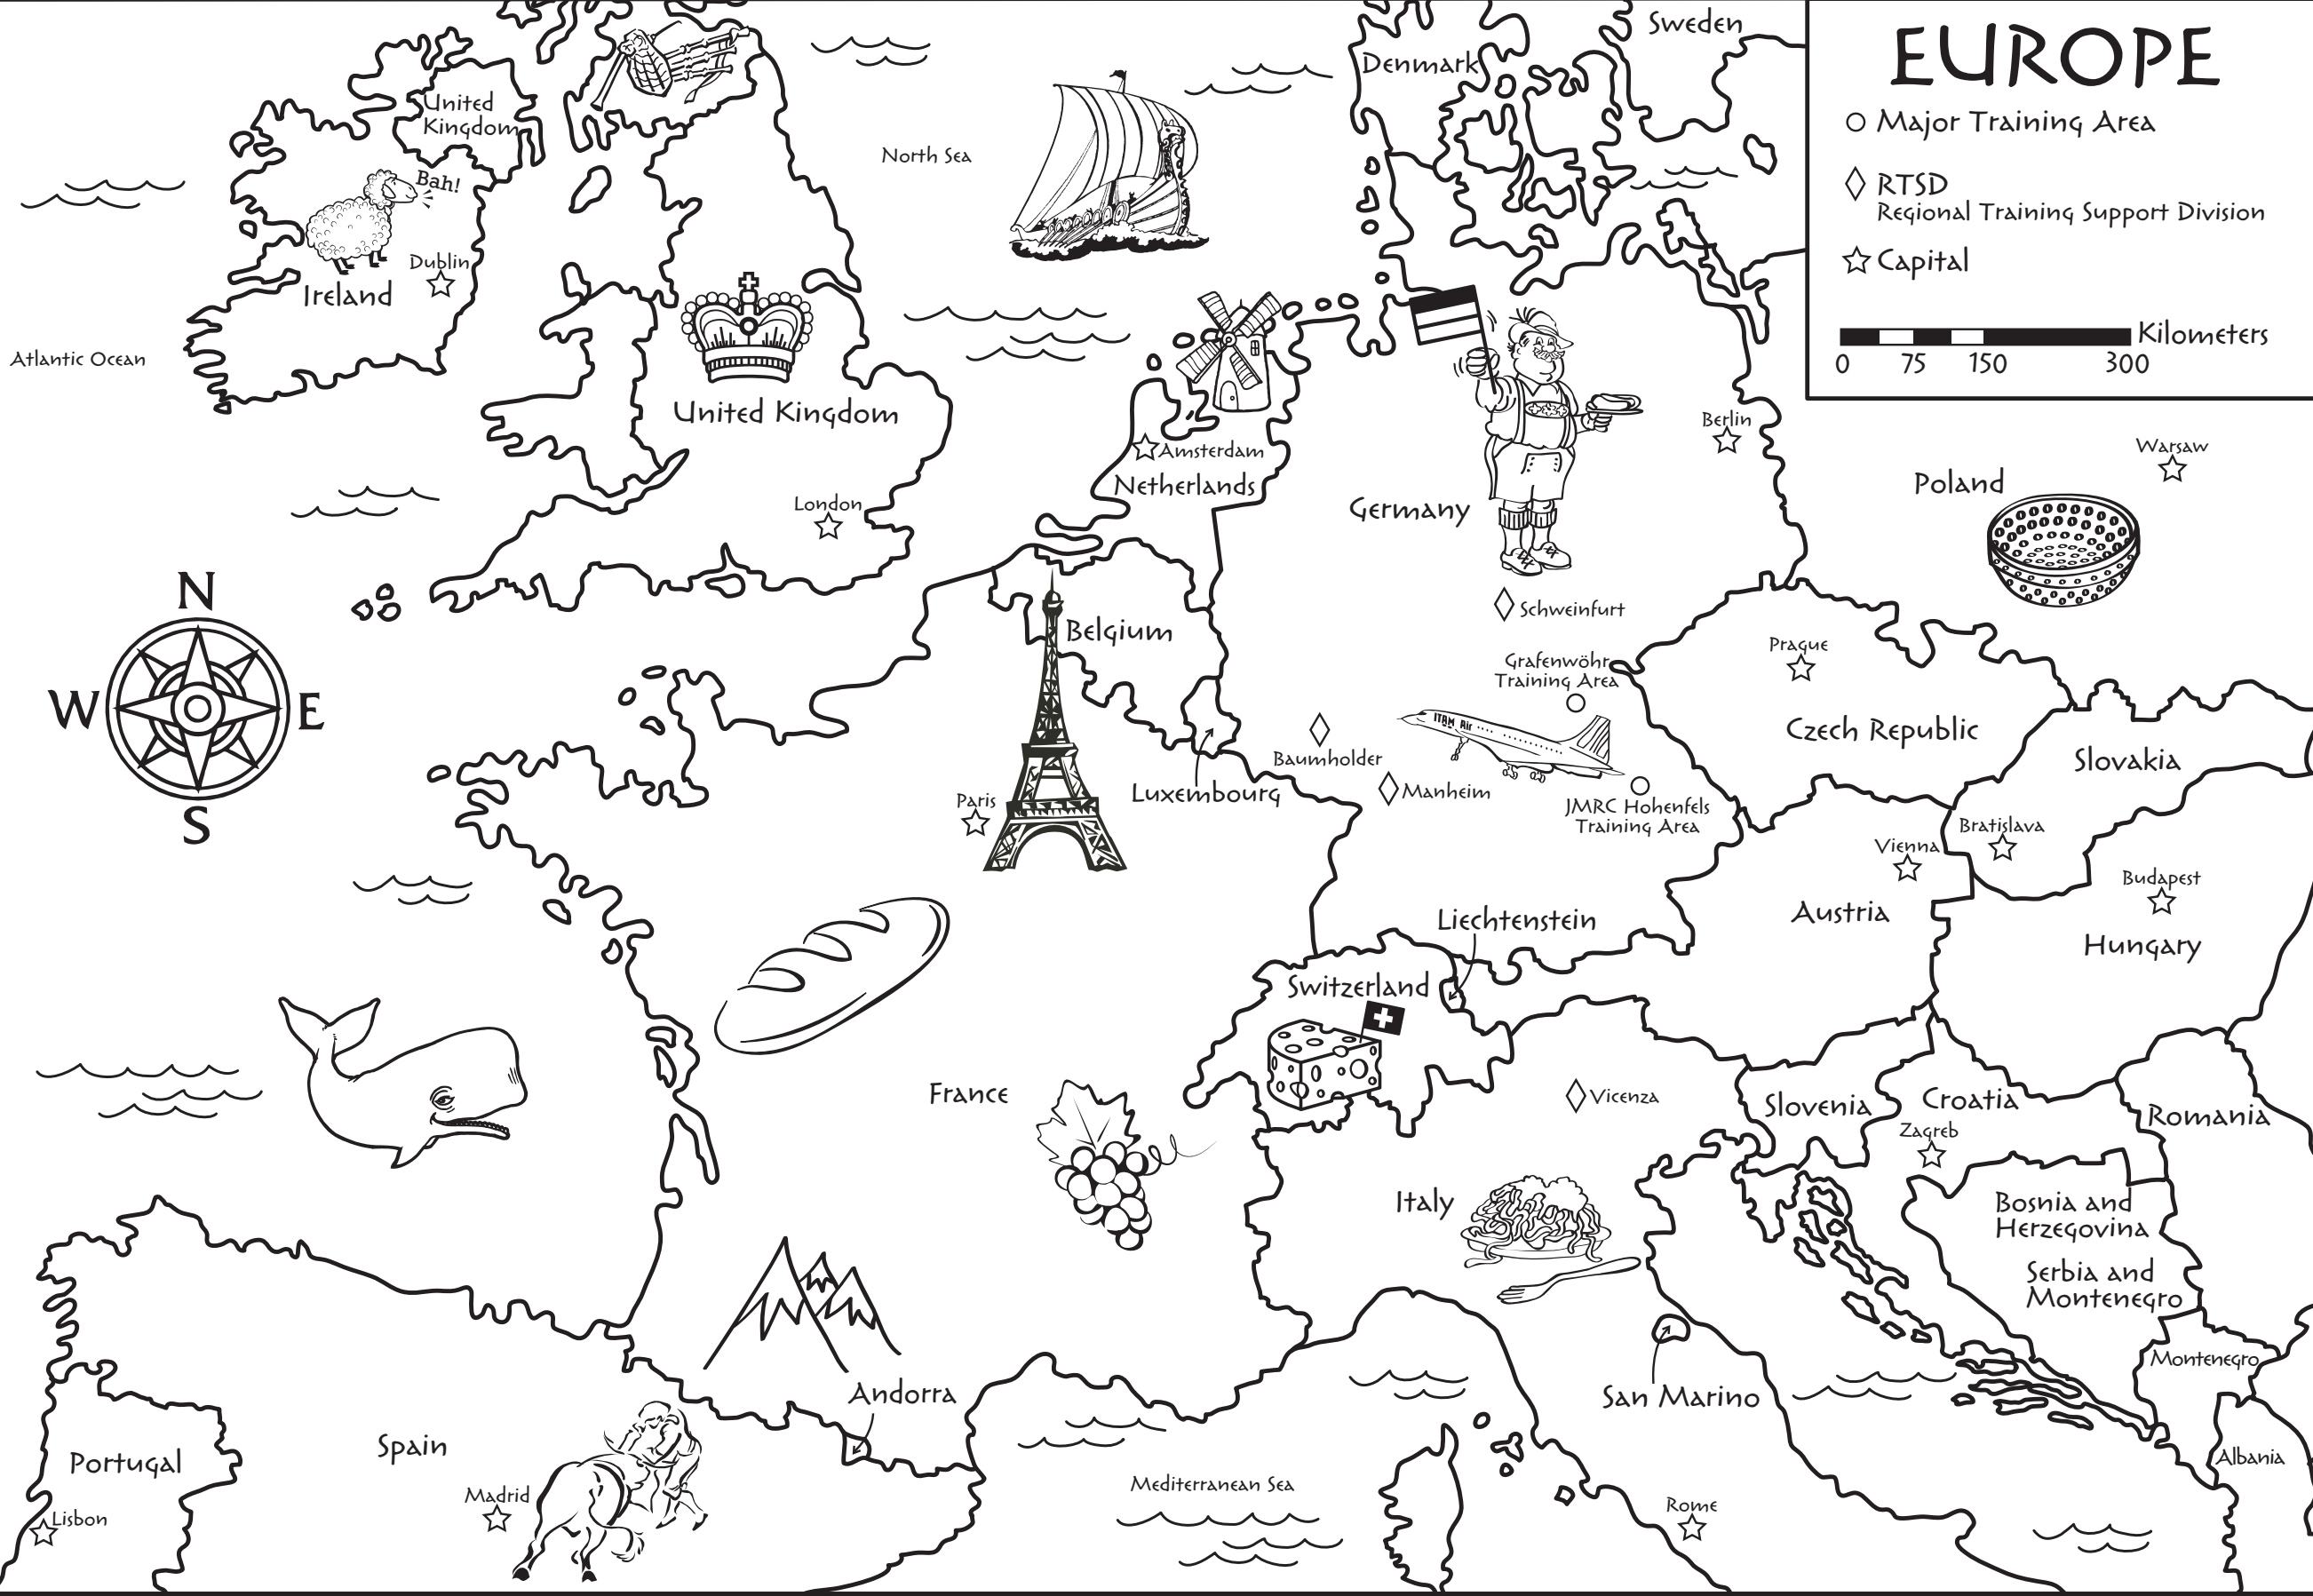 EUROPE
Major Training Area
RTSD
Regional Training Support Division
Capital
Kilometers
0 75 150 300
Sweden
Denmark
United
Kingdom
Bah!
North Sea
Dublin
Ireland
Atlantic Ocean
United Kingdom
London
Amsterdam
Netherlands
Berlin
Warsaw
Poland
Germany
N
W
E
S
Belgium
Schweinfurt
Grafenwöhr
Training Area
Prague
Czech Republic
Slovakia
ITAM Air
Baumholder
Manheim
JMRC Hohenfels
Training Area
Luxembourg
Paris
Bratislava
Vienna
Budapest
Austria
Hungary
Liechtenstein
Switzerland
France
Vicenza
Slovenia
Croatia
Zagreb
Romania
Italy
Bosnia and
Herzegovina
Serbia and
Montenegro
Montenegro
San Marino
Andorra
Albania
Spain
Portugal
Madrid
Lisbon
Mediterranean Sea
Rome